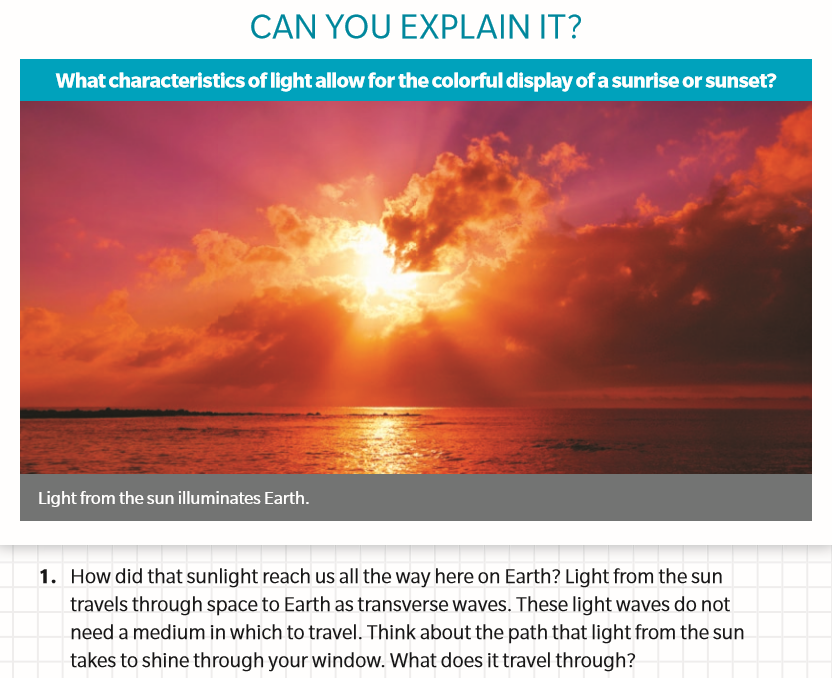 CAN YOU EXPLAIN IT?
What characteristics of light allow for the colorful display of a sunrise or sunset?
Light from the sun illuminates Earth.
1. How did that sunlight reach us all the way here on Earth? Light from the sun
travels through space to Earth as transverse waves. These light waves do not
need a medium in which to travel. Think about the path that light from the sun
takes to shine through your window. What does it travel through?